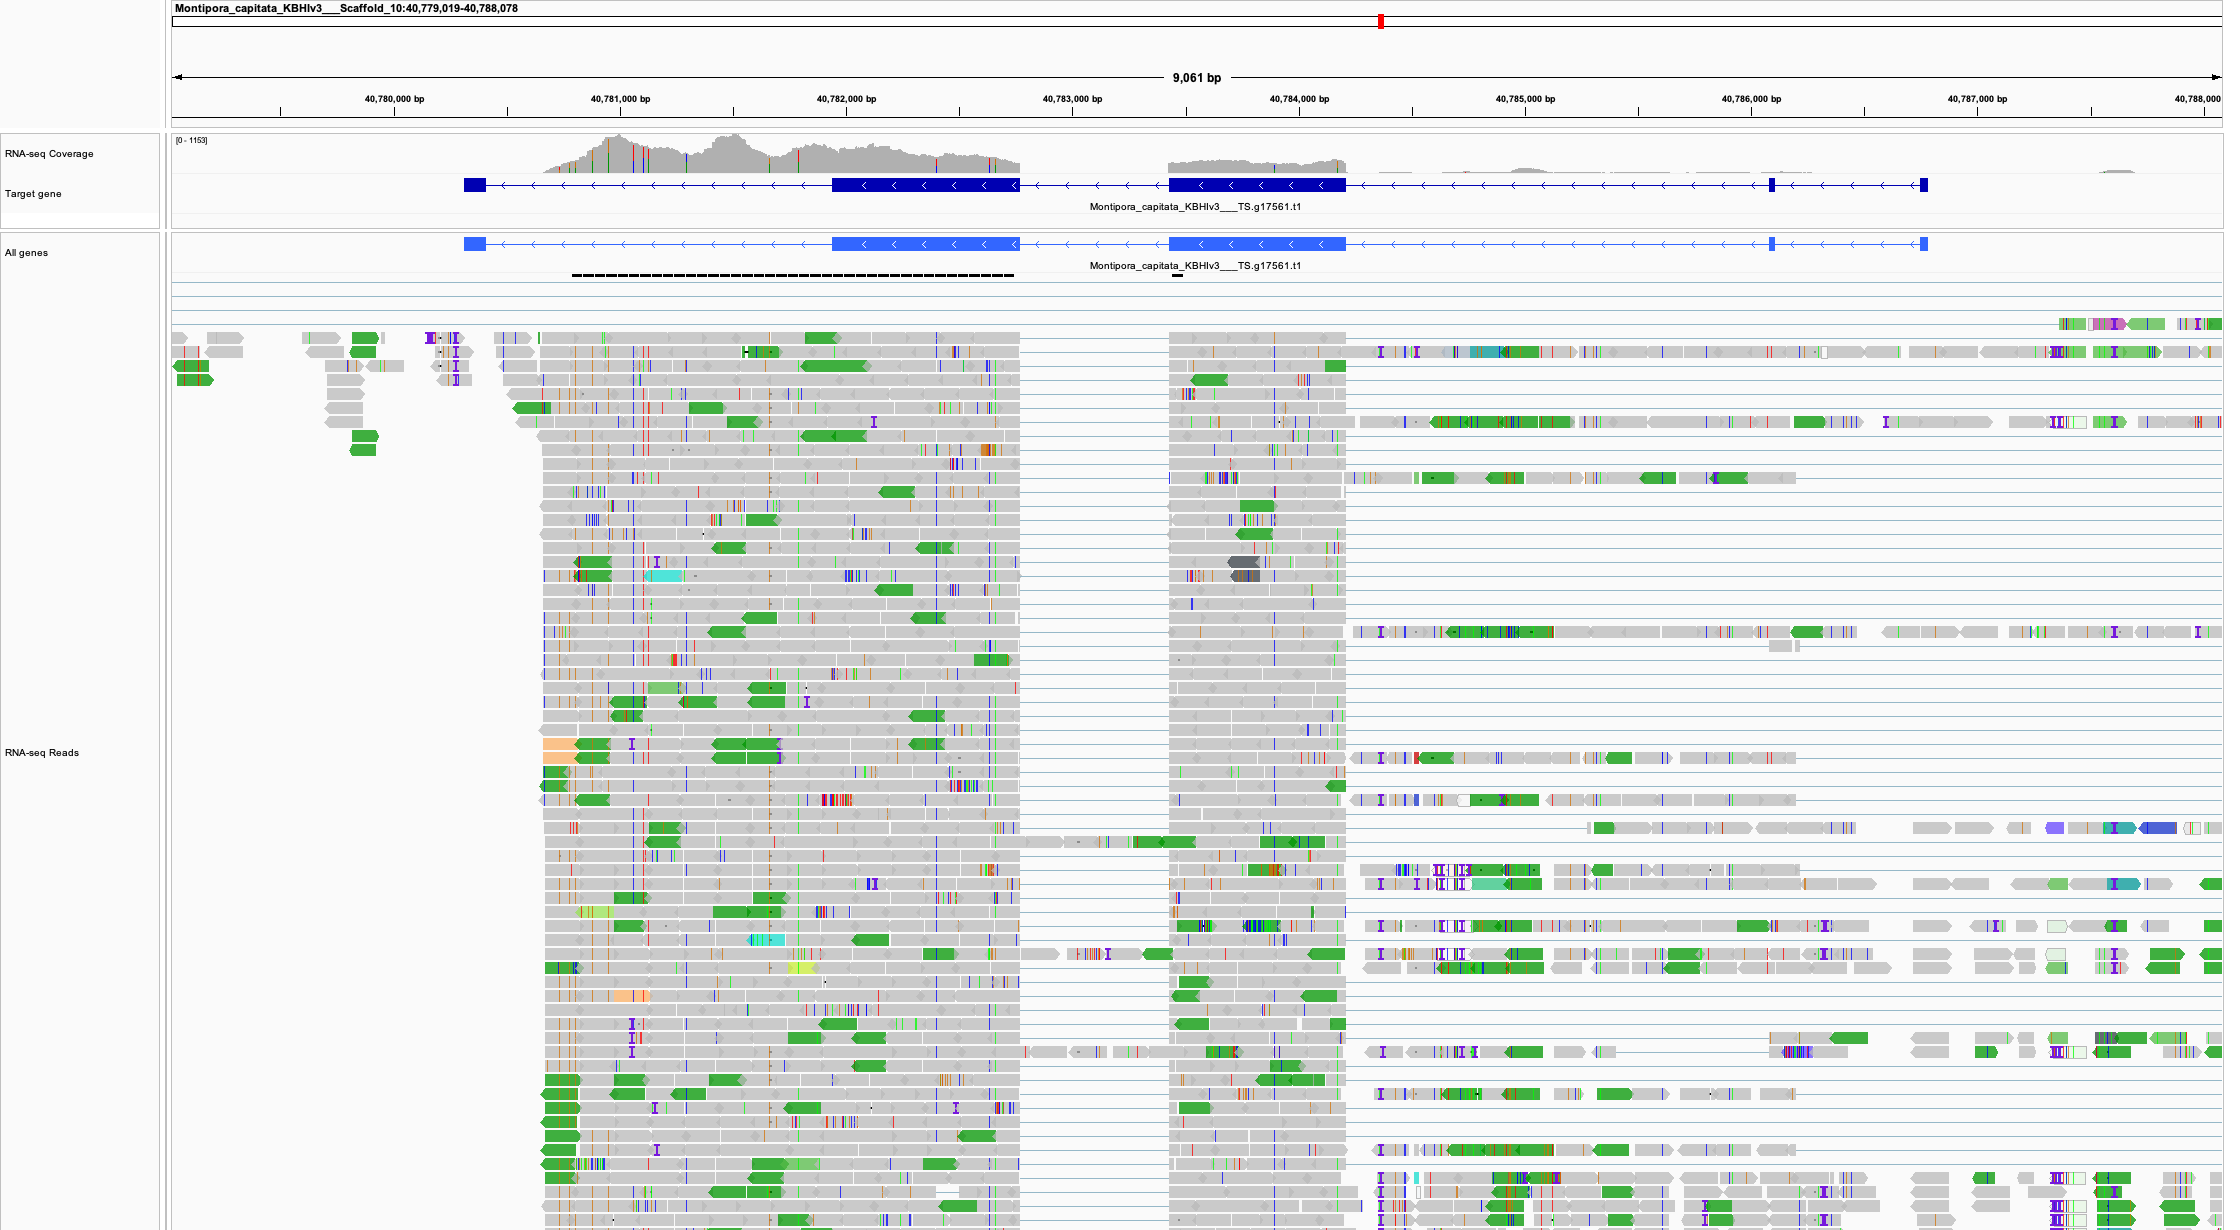 Montipora_capitata_KBHIv3___Scaffold_10:40,779,019-40,788,078
9,061 bp
40,780,000 bp 40,781,000 bp 40,782,000 bp 40,783,000 bp 40,784,000 bp 40,785,000 bp 40,786,000 bp 40,787,000 bp 40,788,000
[0 - 1153]
RNA-seq Coverage
Target gene
Montipora_capitata_KBHIv3___TS.g17561.t1
All genes
Montipora_capitata_KBHIv3___TS.g17561.t1
RNA-seq Reads